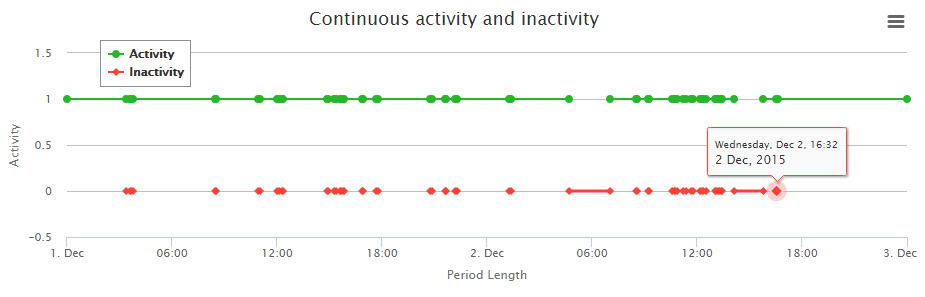 Continuous activity and inactivity
Activity
Inactivity
1.5
1
0.5
0
-0.5
Activity
Wednesday, Dec 2, 16:32
2 Dec, 2015
1. Dec
06:00
12:00
18:00
2. Dec
06:00
12:00
18:00
3. Dec
Period Length